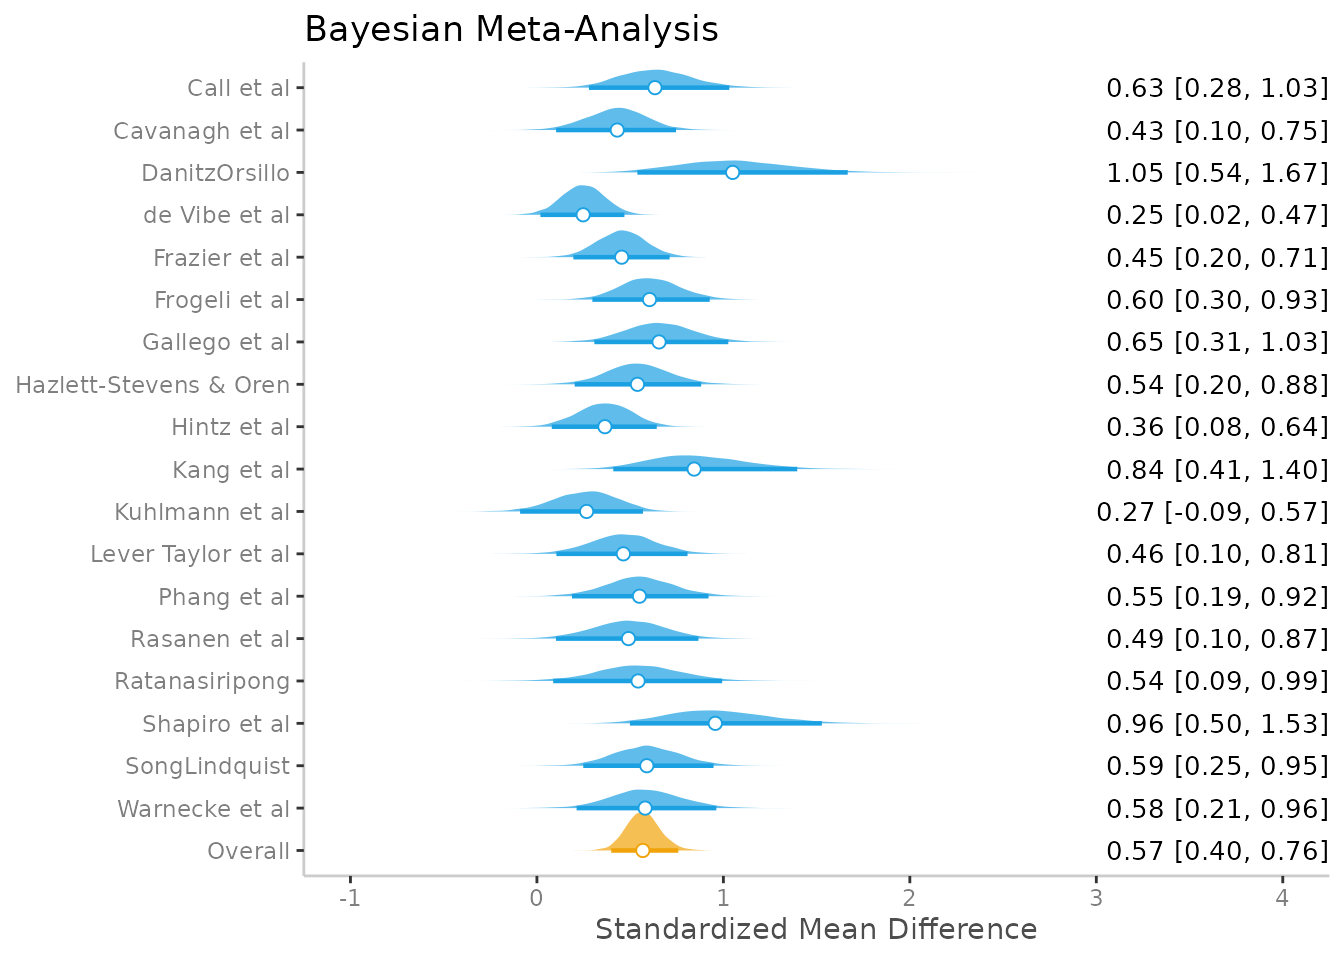 Bayesian Meta-Analysis
Call et al 0.63 [0.28, 1.03]
Cavanagh et al 0.43 [0.10, 0.75]
DanitzOrsillo 1.05 [0.54, 1.67]
de Vibe et al 0.25 [0.02, 0.47]
Frazier et al 0.45 [0.20, 0.71]
Frogeli et al 0.60 [0.30, 0.93]
Gallego et al 0.65 [0.31, 1.03]
Hazlett-Stevens & Oren 0.54 [0.20, 0.88]
Hintz et al 0.36 [0.08, 0.64]
Kang et al 0.84 [0.41, 1.40]
Kuhlmann et al 0.27 [-0.09, 0.57]
Lever Taylor et al 0.46 [0.10, 0.81]
Phang et al 0.55 [0.19, 0.92]
Rasanen et al 0.49 [0.10, 0.87]
Ratanasiripong 0.54 [0.09, 0.99]
Shapiro et al 0.96 [0.50, 1.53]
SongLindquist 0.59 [0.25, 0.95]
Warnecke et al 0.58 [0.21, 0.96]
Overall 0.57 [0.40, 0.76]
-1 0 1 2 3 4
Standardized Mean Difference